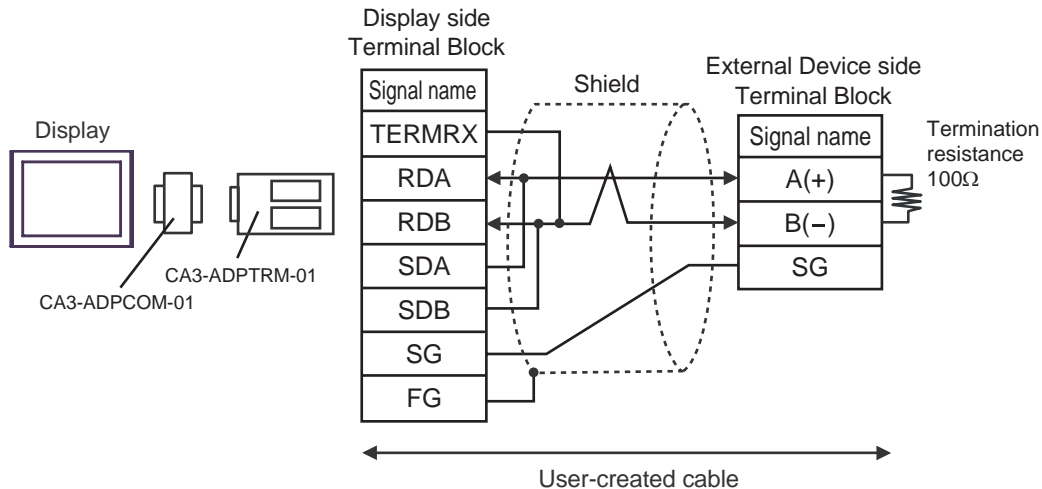 Display side
Terminal Block
Signal name
TERMRX
RDA
RDB
SDA
SDB
SG
FG
Shield
External Device side
Terminal Block
Signal name
A(+)
B(−)
SG
Termination
resistance
100Ω
Display
CA3-ADPTRM-01
CA3-ADPCOM-01
User-created cable